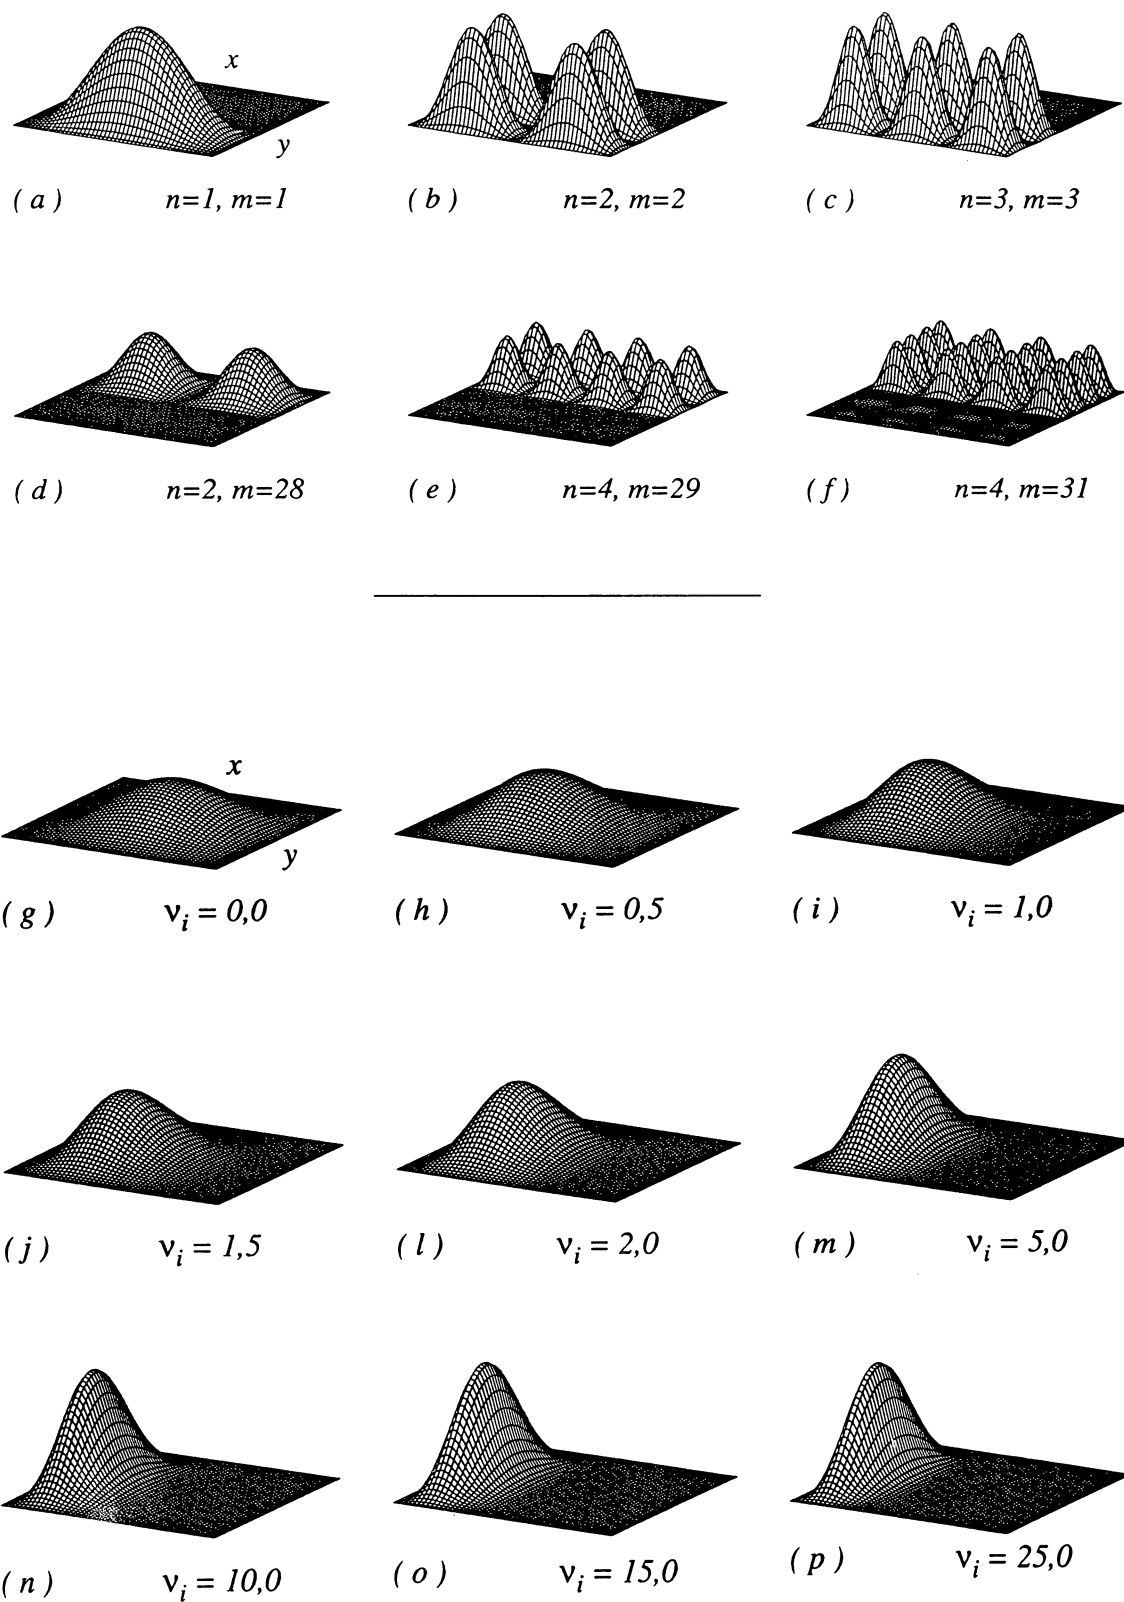 x
y
( a ) n=1, m=1 ( b ) n=2, m=2 ( c ) n=3, m=3
( d ) n=2, m=28 ( e ) n=4, m=29 ( f ) n=4, m=31
x
y
( g ) νi = 0,0 ( h ) νi = 0,5 ( i ) νi = 1,0
( j ) νi = 1,5 ( l ) νi = 2,0 ( m ) νi = 5,0
( n ) νi = 10,0 ( o ) νi = 15,0 ( p ) νi = 25,0